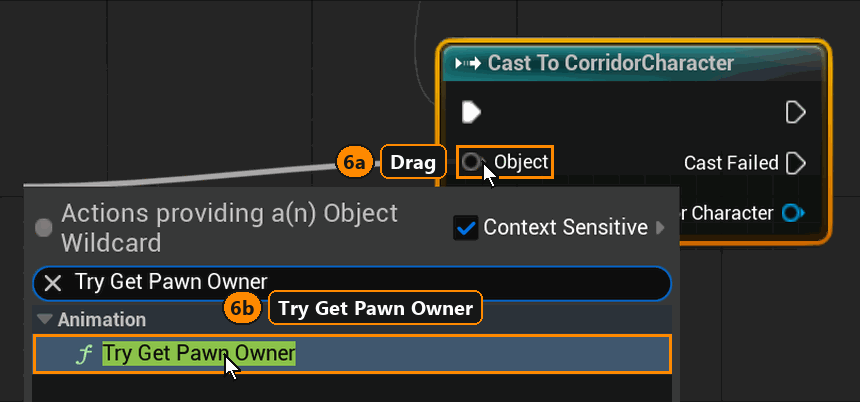 Cast To CorridorCharacter
6a Drag Object Cast Failed
r Character
Actions providing a(n) Object
Wildcard
Context Sensitive
Try Get Pawn Owner
6b Try Get Pawn Owner
Animation
f Try Get Pawn Owner